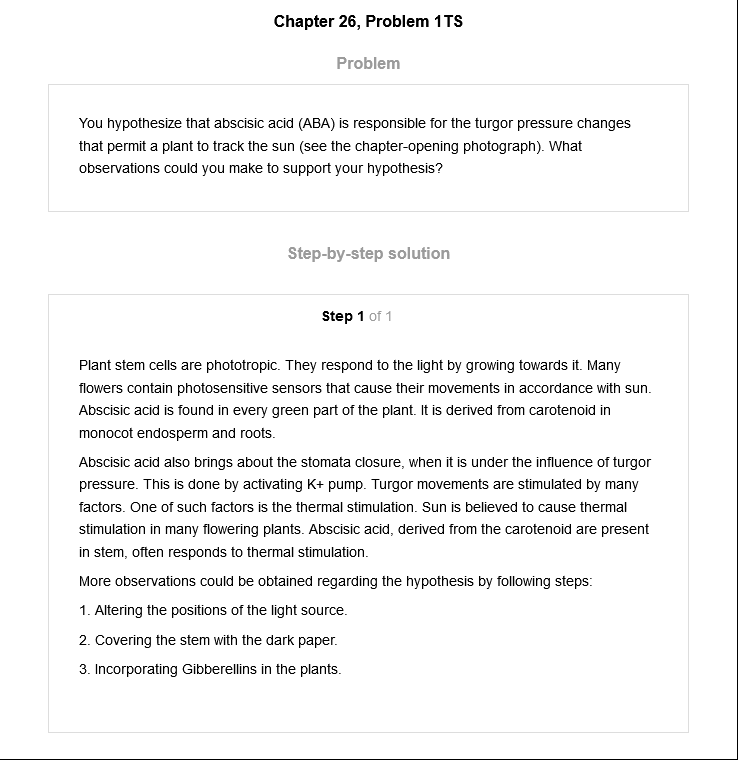 Chapter 26, Problem 1TS
Problem
You hypothesize that abscisic acid (ABA) is responsible for the turgor pressure changes
that permit a plant to track the sun (see the chapter-opening photograph). What
observations could you make to support your hypothesis?
Step-by-step solution
Step 1 of 1
Plant stem cells are phototropic. They respond to the light by growing towards it. Many
flowers contain photosensitive sensors that cause their movements in accordance with sun.
Abscisic acid is found in every green part of the plant. It is derived from carotenoid in
monocot endosperm and roots.
Abscisic acid also brings about the stomata closure, when it is under the influence of turgor
pressure. This is done by activating K+ pump. Turgor movements are stimulated by many
factors. One of such factors is the thermal stimulation. Sun is believed to cause thermal
stimulation in many flowering plants. Abscisic acid, derived from the carotenoid are present
in stem, often responds to thermal stimulation.
More observations could be obtained regarding the hypothesis by following steps:
1. Altering the positions of the light source.
2. Covering the stem with the dark paper.
3. Incorporating Gibberellins in the plants.